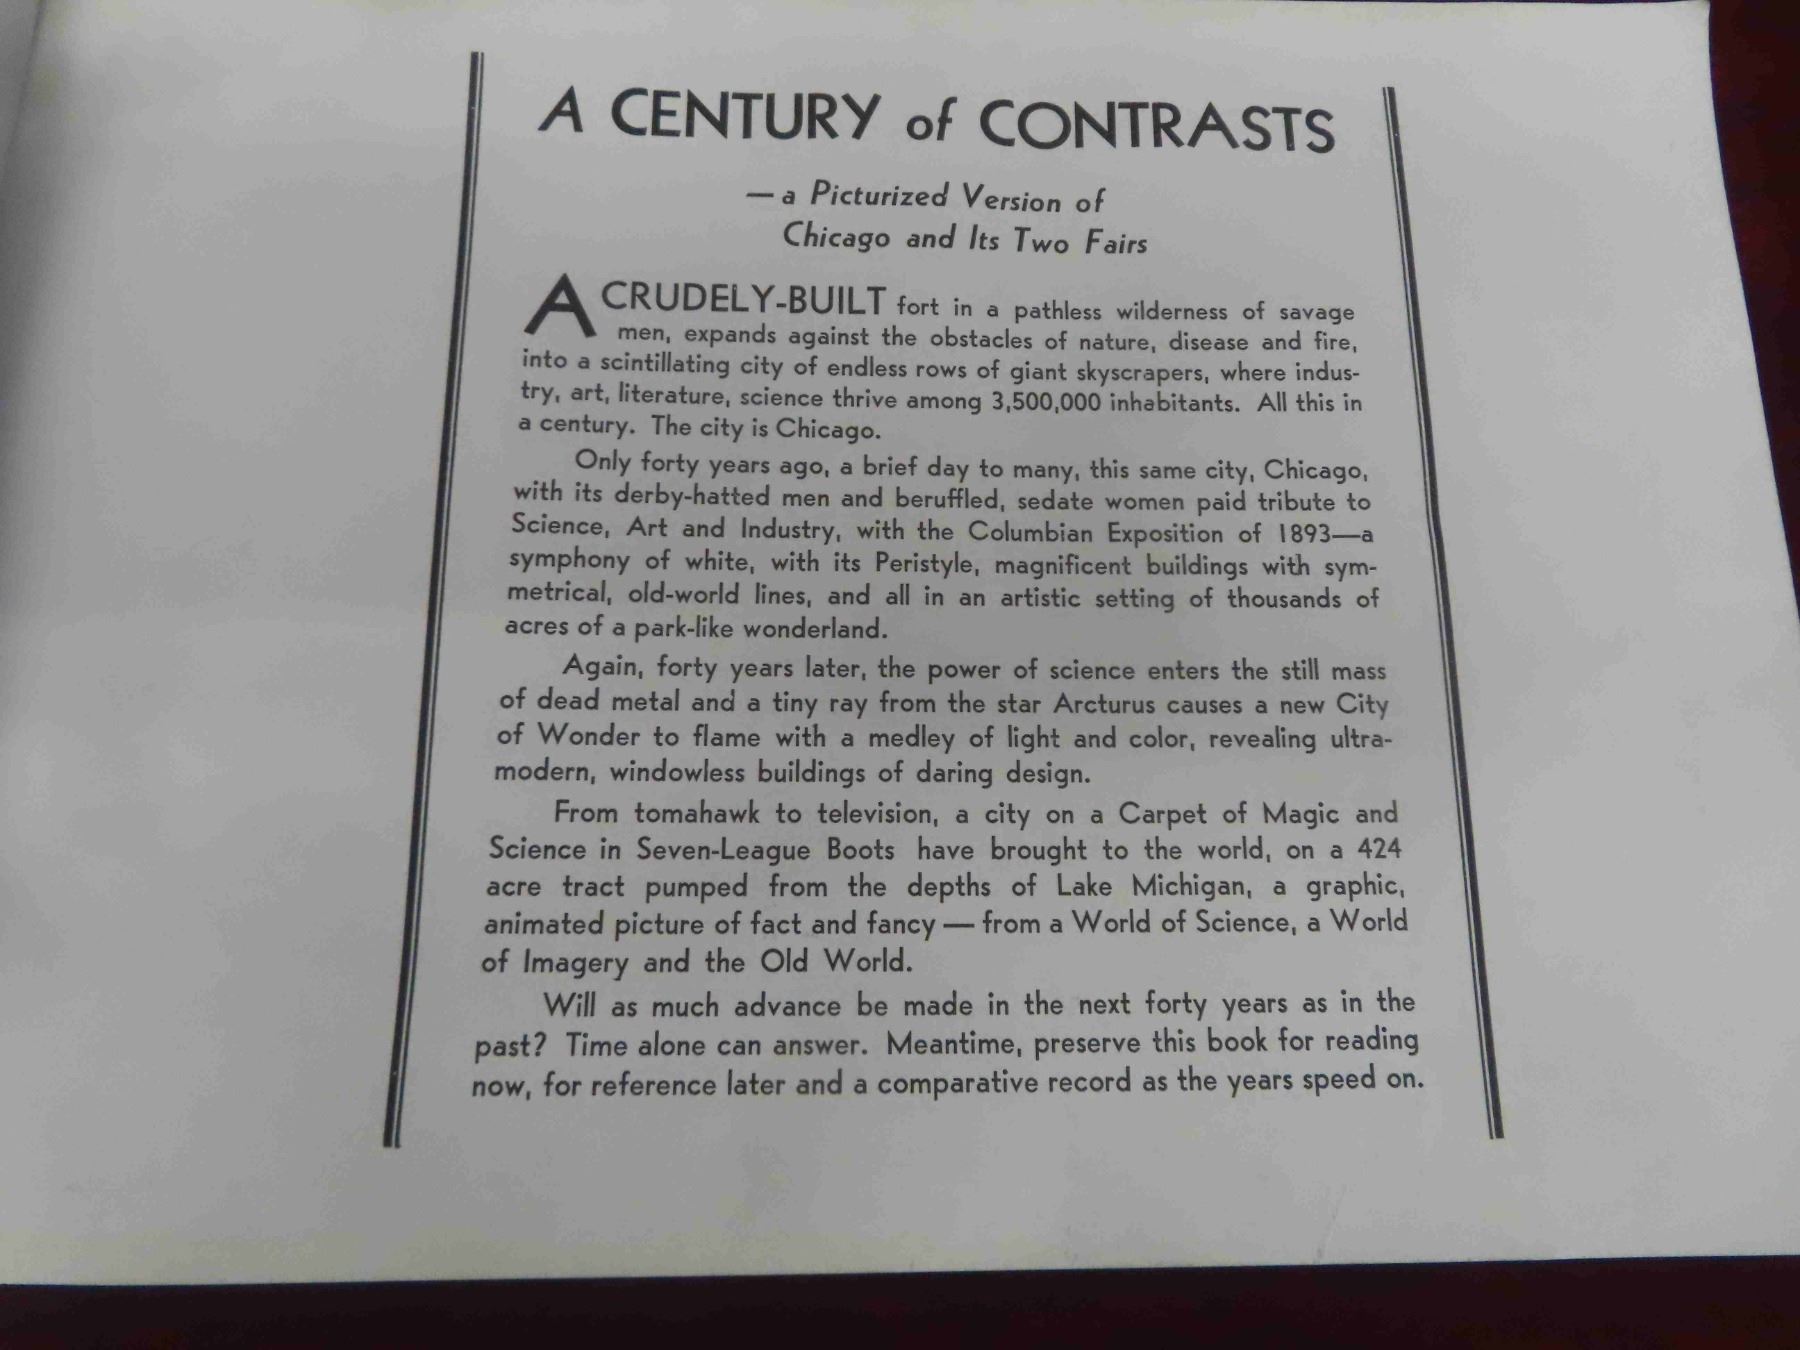 A CENTURY of CONTRASTS
— a Picturized Version of
Chicago and Its Two Fairs
A CRUDELY-BUILT fort in a pathless wilderness of savage
men, expands against the obstacles of nature, disease and fire,
into a scintillating city of endless rows of giant skyscrapers, where indus-
try, art, literature, science thrive among 3,500,000 inhabitants. All this in
a century. The city is Chicago.
Only forty years ago, a brief day to many, this same city, Chicago,
with its derby-hatted men and beruffled, sedate women paid tribute to
Science, Art and Industry, with the Columbian Exposition of 1893—a
symphony of white, with its Peristyle, magnificent buildings with sym-
metrical, old-world lines, and all in an artistic setting of thousands of
acres of a park-like wonderland.
Again, forty years later, the power of science enters the still mass
of dead metal and a tiny ray from the star Arcturus causes a new City
of Wonder to flame with a medley of light and color, revealing ultra-
modern, windowless buildings of daring design.
From tomahawk to television, a city on a Carpet of Magic and
Science in Seven-League Boots have brought to the world, on a 424
acre tract pumped from the depths of Lake Michigan, a graphic,
animated picture of fact and fancy — from a World of Science, a World
of Imagery and the Old World.
Will as much advance be made in the next forty years as in the
past? Time alone can answer. Meantime, preserve this book for reading
now, for reference later and a comparative record as the years speed on.